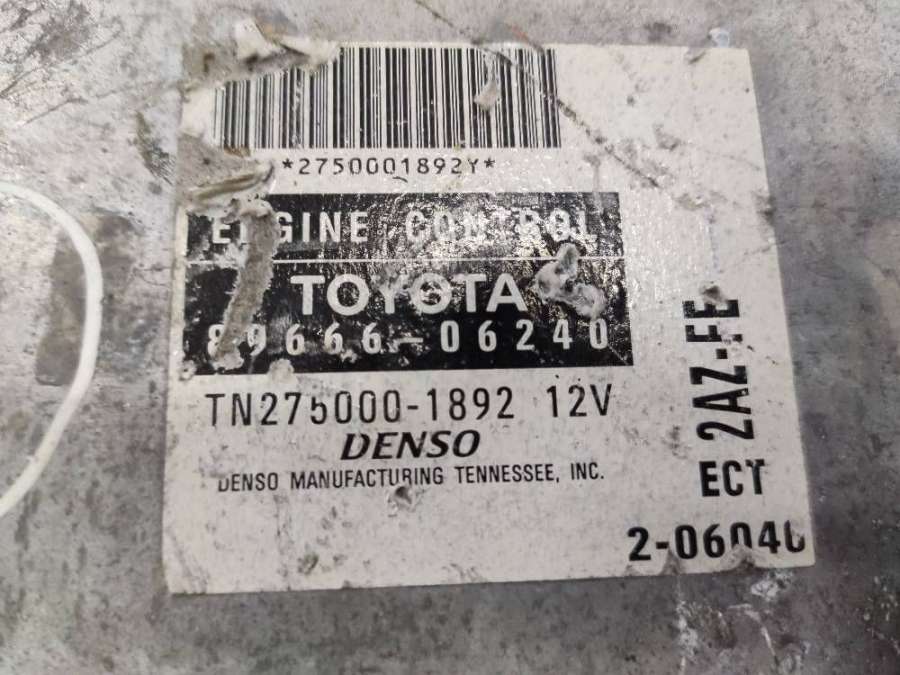 *2750001892Y*
ENGINE CONTROL
TOYOTA
89666-06240
TN275000-1892 12V
DENSO
DENSO MANUFACTURING TENNESSEE, INC.
2AZ-FE
ECT
2-06040